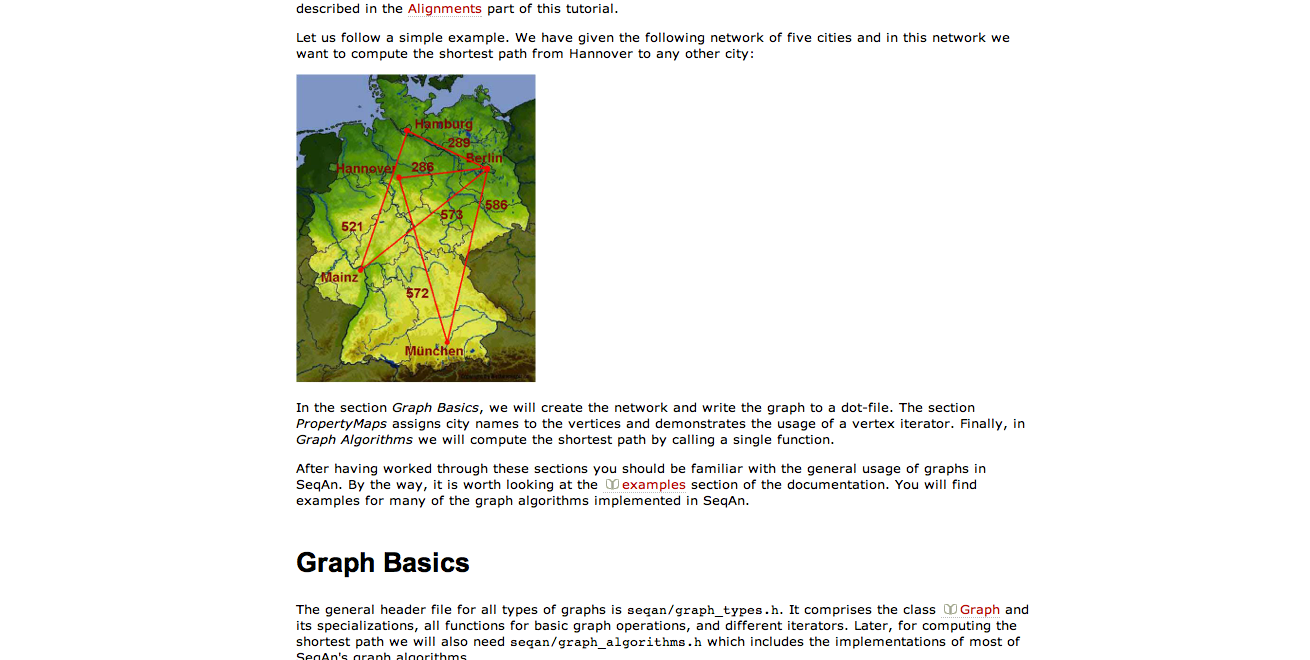 described in the Alignments part of this tutorial.
Let us follow a simple example. We have given the following network of five cities and in this network we
want to compute the shortest path from Hannover to any other city:
Hamburg
289
Berlin
Hannover 286
573 586
521
Mainz
572
München
In the section Graph Basics, we will create the network and write the graph to a dot-file. The section
PropertyMaps assigns city names to the vertices and demonstrates the usage of a vertex iterator. Finally, in
Graph Algorithms we will compute the shortest path by calling a single function.
After having worked through these sections you should be familiar with the general usage of graphs in
SeqAn. By the way, it is worth looking at the examples section of the documentation. You will find
examples for many of the graph algorithms implemented in SeqAn.
Graph Basics
The general header file for all types of graphs is seqan/graph_types.h. It comprises the class Graph and
its specializations, all functions for basic graph operations, and different iterators. Later, for computing the
shortest path we will also need seqan/graph_algorithms.h which includes the implementations of most of
SeqAn's graph algorithms.